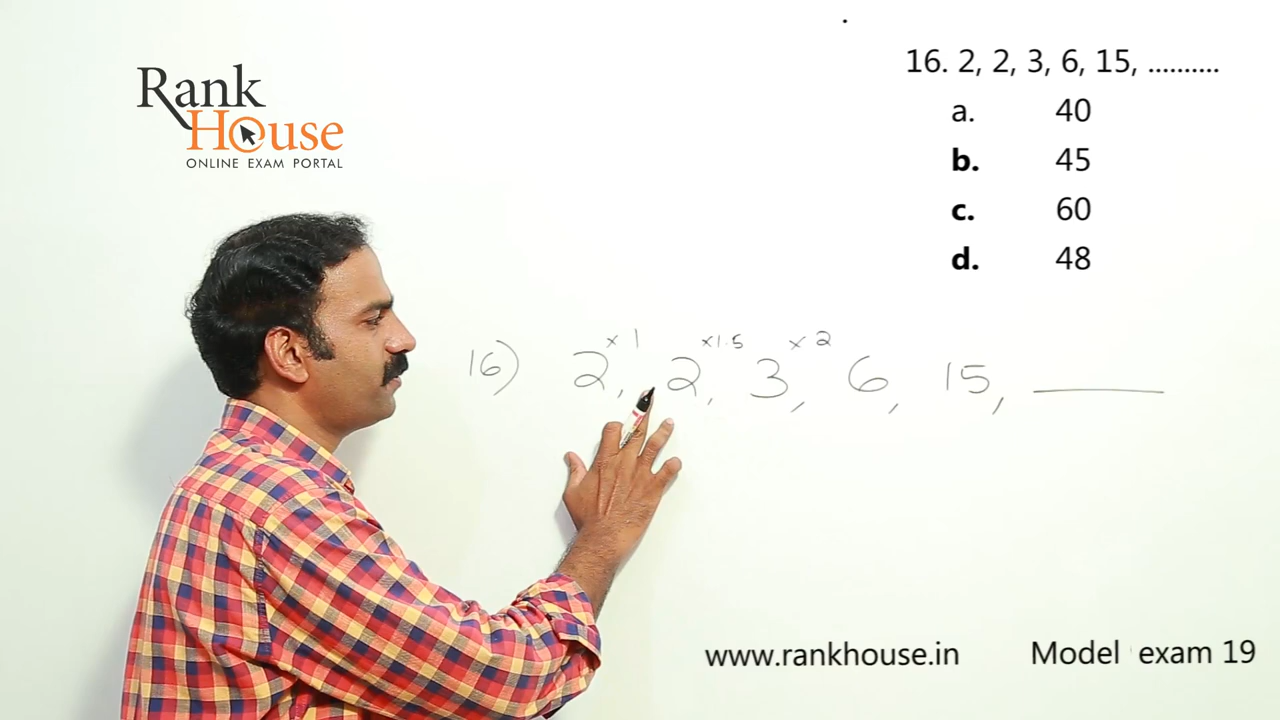 Rank
House
ONLINE EXAM PORTAL
16. 2, 2, 3, 6, 15, ..........
a. 40
b. 45
c. 60
d. 48
×1 ×1.5 ×2
16) 2, 2, 3, 6, 15, ______
www.rankhouse.in Model exam 19